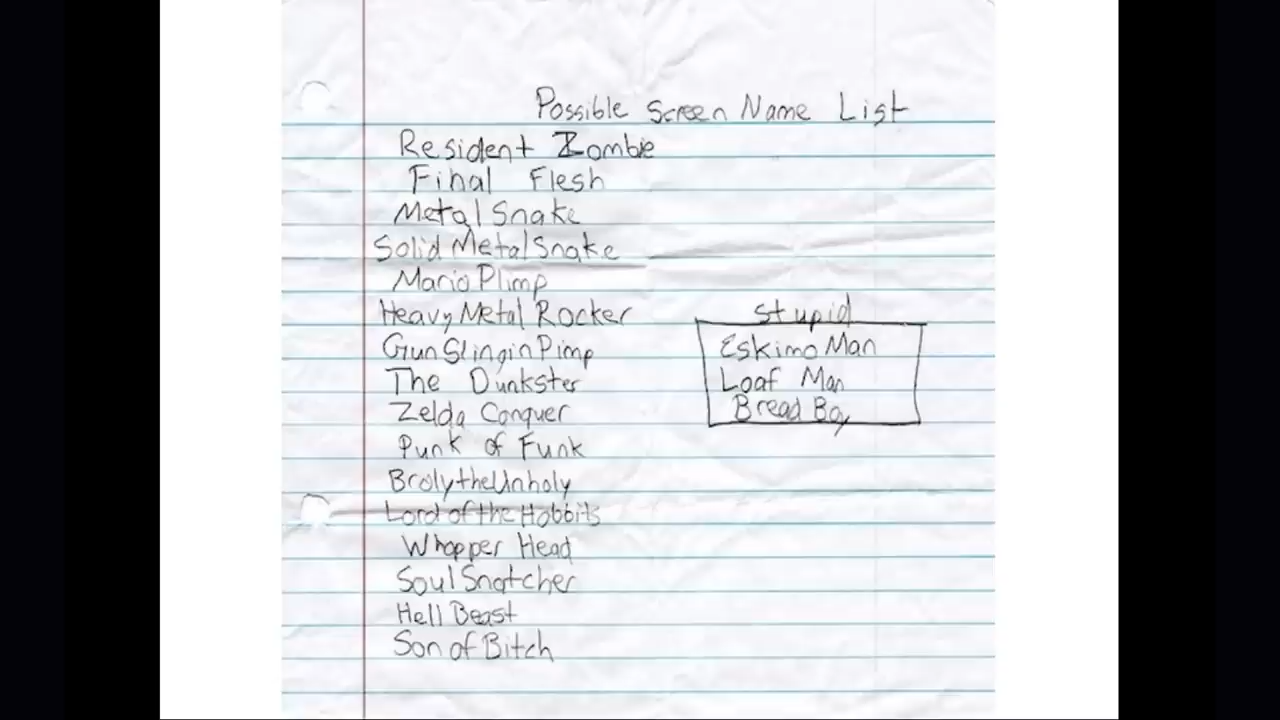 Possible Screen Name List
Resident Zombie
Final Flesh
Metal Snake
Solid Metal Snake
Mario Plimp
Heavy Metal Rocker
Gun Slingin Pimp
The Dunkster
Zelda Conquer
Punk of Funk
Broly the Unholy
Lord of the Hobbits
Whopper Head
Soul Snatcher
Hell Beast
Son of Bitch
Stupid
Eskimo Man
Loaf Man
Bread Boy